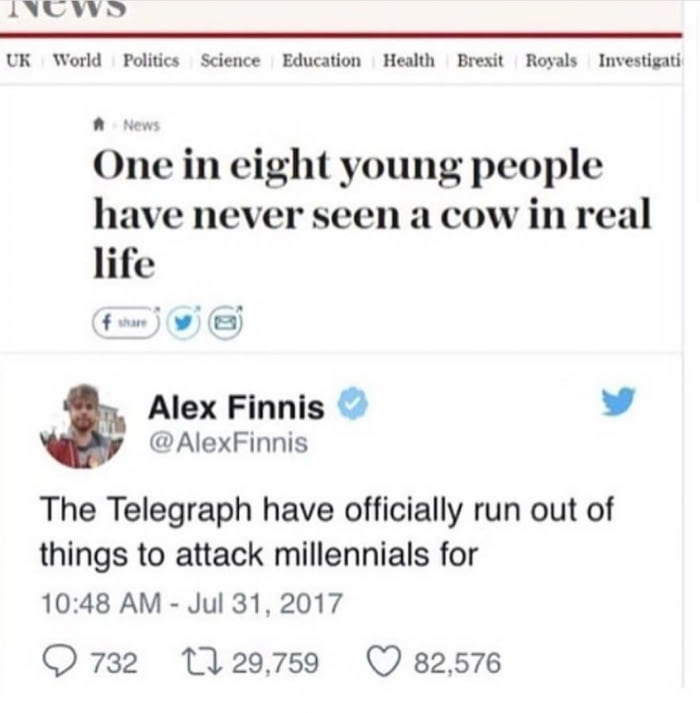 News
UK World Politics Science Education Health Brexit Royals Investigati
News
One in eight young people
have never seen a cow in real
life
f share
Alex Finnis
@AlexFinnis
The Telegraph have officially run out of
things to attack millennials for
10:48 AM - Jul 31, 2017
732 29,759 82,576